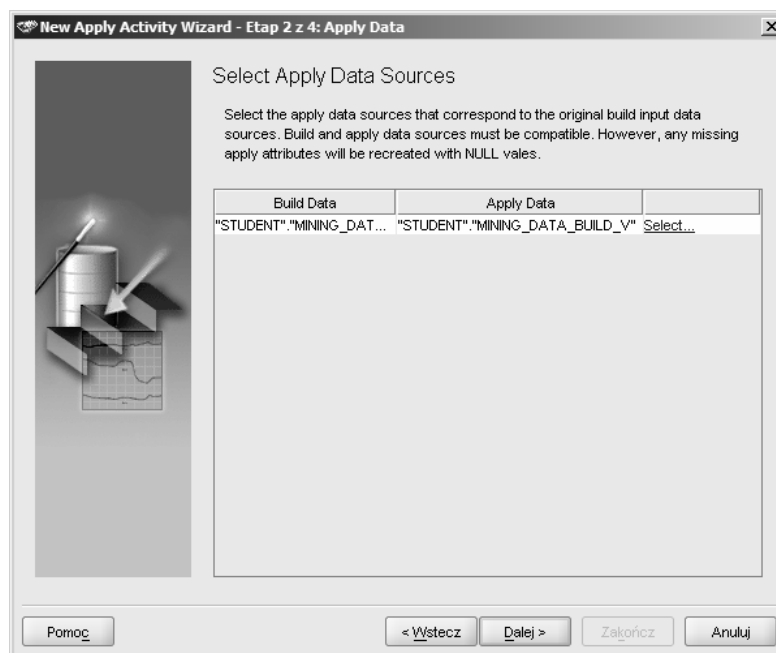 New Apply Activity Wizard - Etap 2 z 4: Apply Data
Select Apply Data Sources
Select the apply data sources that correspond to the original build input data
sources. Build and apply data sources must be compatible. However, any missing
apply attributes will be recreated with NULL vales.
Build Data Apply Data
"STUDENT"."MINING_DAT... "STUDENT"."MINING_DATA_BUILD_V" Select...
Pomoc < Wstecz Dalej > Zakończ Anuluj